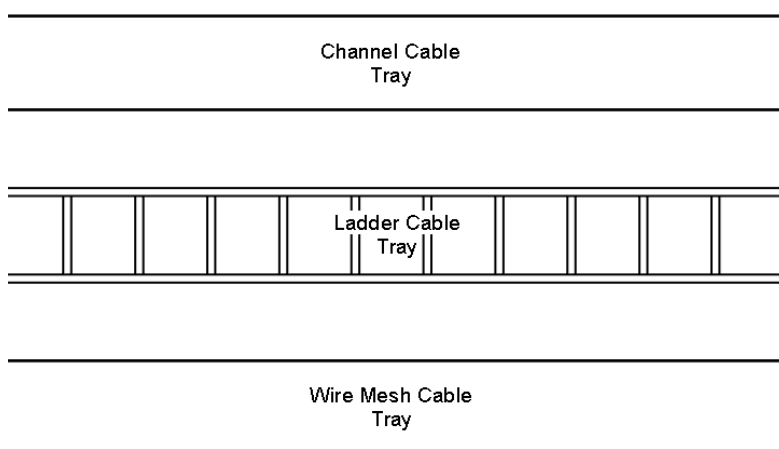 Channel Cable
Tray
Ladder Cable
Tray
Wire Mesh Cable
Tray